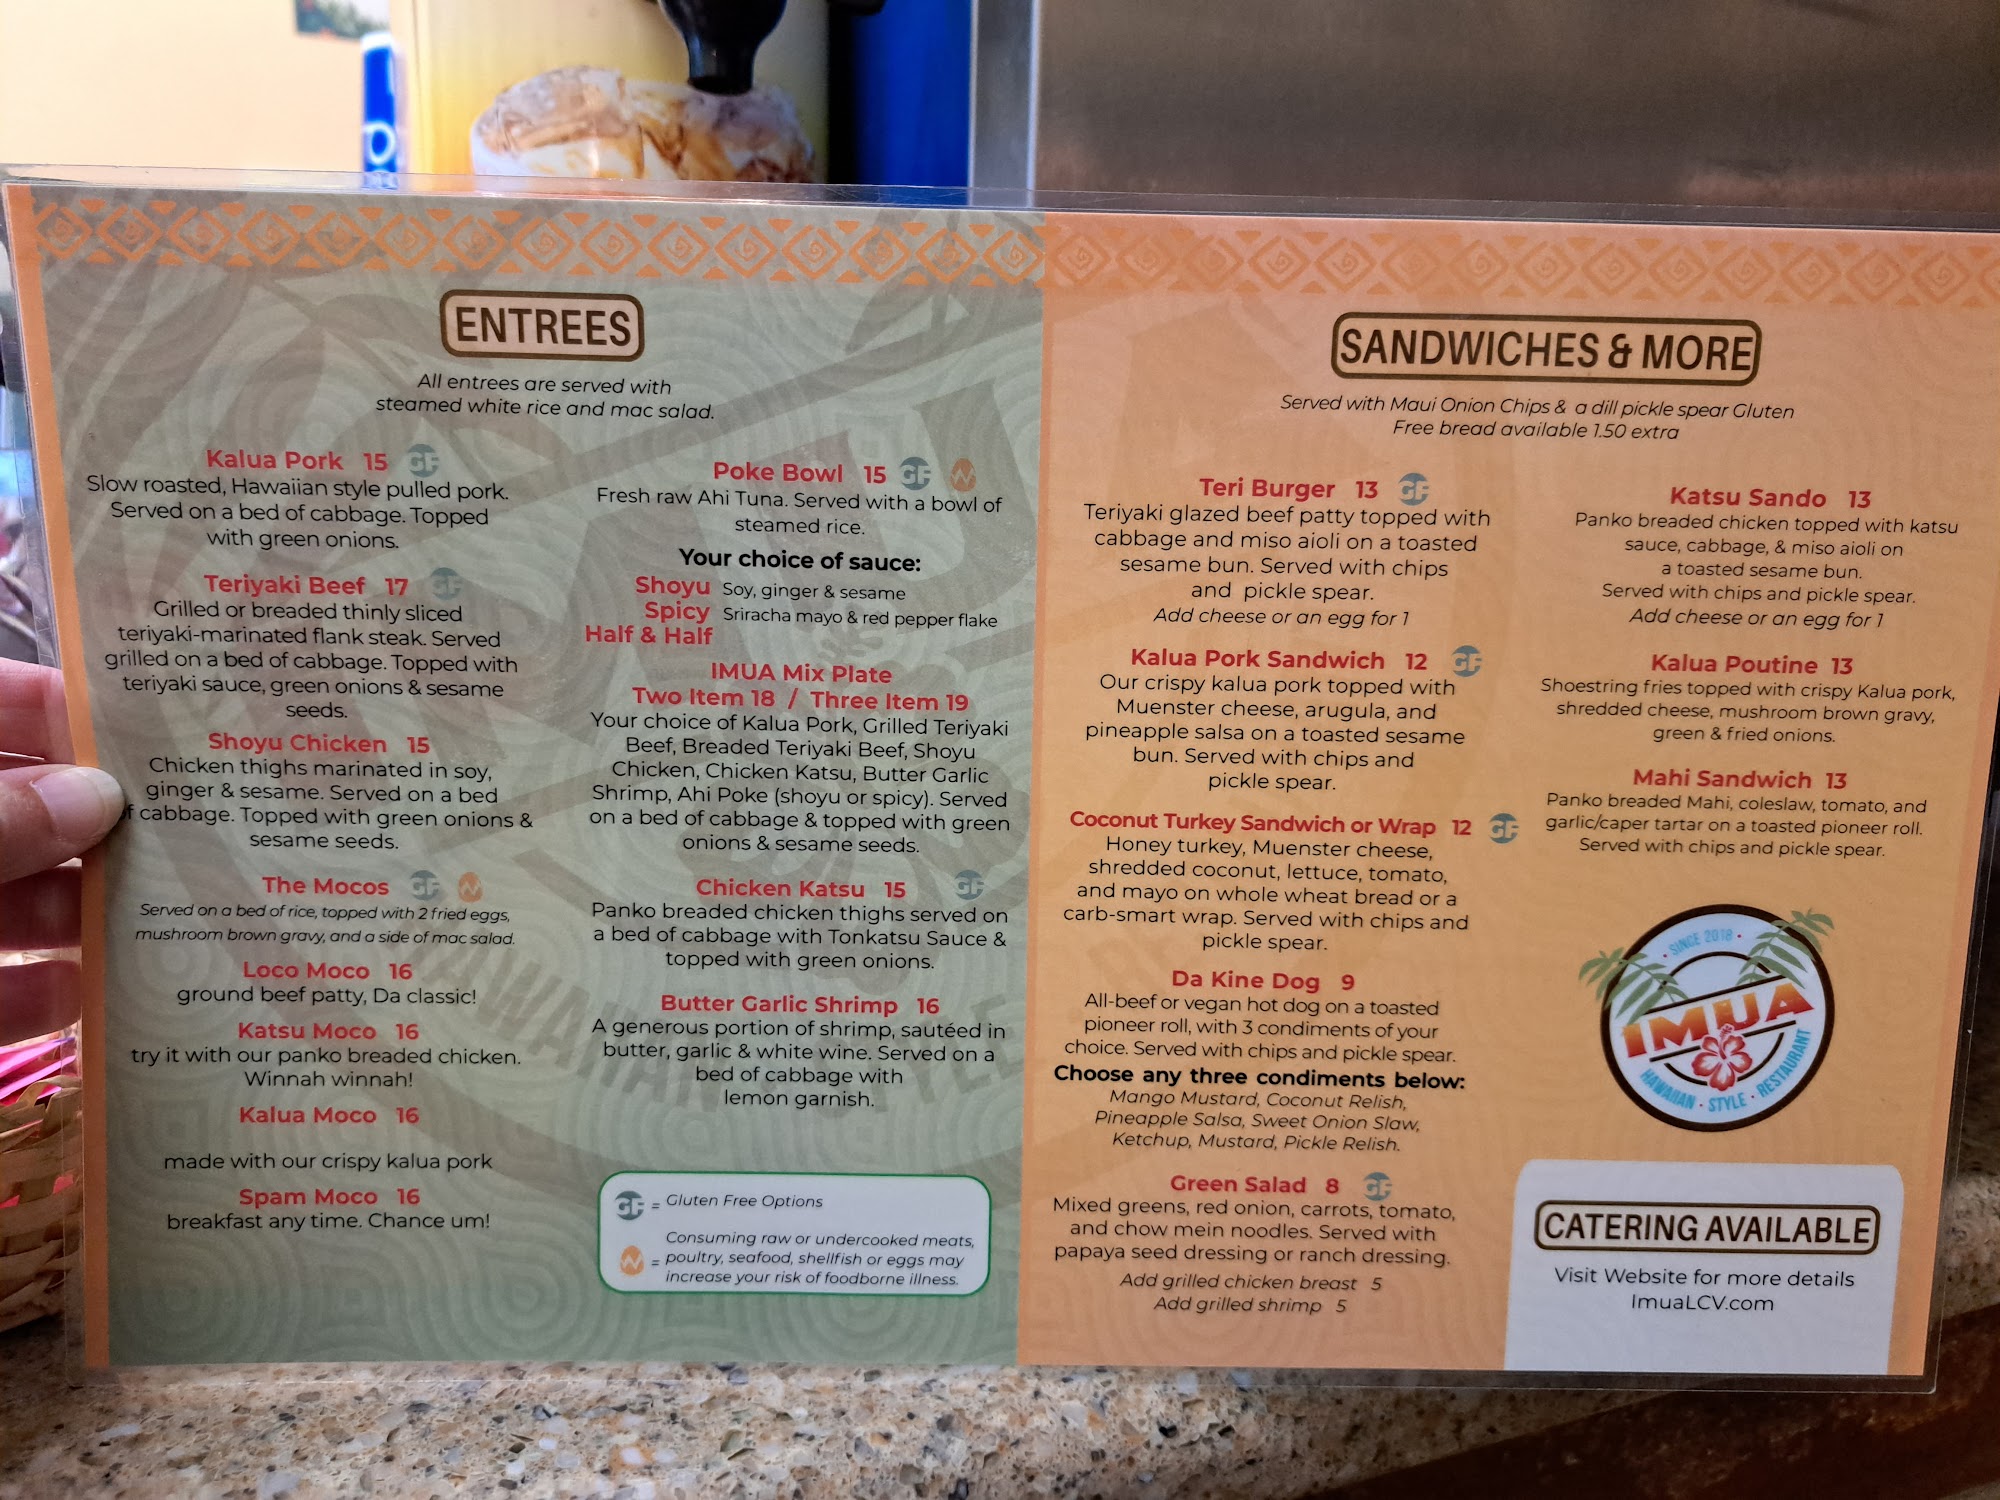 ENTREES
All entrees are served with
steamed white rice and mac salad.
Kalua Pork 15 GF
Slow roasted, Hawaiian style pulled pork.
Served on a bed of cabbage. Topped
with green onions.
Teriyaki Beef 17 GF
Grilled or breaded thinly sliced
teriyaki-marinated flank steak. Served
grilled on a bed of cabbage. Topped with
teriyaki sauce, green onions & sesame
seeds.
Shoyu Chicken 15
Chicken thighs marinated in soy,
ginger & sesame. Served on a bed
of cabbage. Topped with green onions &
sesame seeds.
The Mocos GF
Served on a bed of rice, topped with 2 fried eggs,
mushroom brown gravy, and a side of mac salad.
Loco Moco 16
ground beef patty, Da classic!
Katsu Moco 16
try it with our panko breaded chicken.
Winnah winnah!
Kalua Moco 16
made with our crispy kalua pork
Spam Moco 16
breakfast any time. Chance um!
Poke Bowl 15 GF
Fresh raw Ahi Tuna. Served with a bowl of
steamed rice.
Your choice of sauce:
Shoyu Soy, ginger & sesame
Spicy Sriracha mayo & red pepper flake
Half & Half
IMUA Mix Plate
Two Item 18 / Three Item 19
Your choice of Kalua Pork, Grilled Teriyaki
Beef, Breaded Teriyaki Beef, Shoyu
Chicken, Chicken Katsu, Butter Garlic
Shrimp, Ahi Poke (shoyu or spicy). Served
on a bed of cabbage & topped with green
onions & sesame seeds.
Chicken Katsu 15 GF
Panko breaded chicken thighs served on
a bed of cabbage with Tonkatsu Sauce &
topped with green onions.
Butter Garlic Shrimp 16
A generous portion of shrimp, sautéed in
butter, garlic & white wine. Served on a
bed of cabbage with
lemon garnish.
GF = Gluten Free Options
Consuming raw or undercooked meats,
= poultry, seafood, shellfish or eggs may
increase your risk of foodborne illness.
SANDWICHES & MORE
Served with Maui Onion Chips & a dill pickle spear Gluten
Free bread available 1.50 extra
Teri Burger 13 GF
Teriyaki glazed beef patty topped with
cabbage and miso aioli on a toasted
sesame bun. Served with chips
and pickle spear.
Add cheese or an egg for 1
Kalua Pork Sandwich 12 GF
Our crispy kalua pork topped with
Muenster cheese, arugula, and
pineapple salsa on a toasted sesame
bun. Served with chips and
pickle spear.
Coconut Turkey Sandwich or Wrap 12 GF
Honey turkey, Muenster cheese,
shredded coconut, lettuce, tomato,
and mayo on whole wheat bread or a
carb-smart wrap. Served with chips and
pickle spear.
Da Kine Dog 9
All-beef or vegan hot dog on a toasted
pioneer roll, with 3 condiments of your
choice. Served with chips and pickle spear.
Choose any three condiments below:
Mango Mustard, Coconut Relish,
Pineapple Salsa, Sweet Onion Slaw,
Ketchup, Mustard, Pickle Relish.
Green Salad 8 GF
Mixed greens, red onion, carrots, tomato,
and chow mein noodles. Served with
papaya seed dressing or ranch dressing.
Add grilled chicken breast 5
Add grilled shrimp 5
Katsu Sando 13
Panko breaded chicken topped with katsu
sauce, cabbage, & miso aioli on
a toasted sesame bun.
Served with chips and pickle spear.
Add cheese or an egg for 1
Kalua Poutine 13
Shoestring fries topped with crispy Kalua pork,
shredded cheese, mushroom brown gravy,
green & fried onions.
Mahi Sandwich 13
Panko breaded Mahi, coleslaw, tomato, and
garlic/caper tartar on a toasted pioneer roll.
Served with chips and pickle spear.
• SINCE 2018 •
IMUA
HAWAIIAN • STYLE • RESTAURANT
CATERING AVAILABLE
Visit Website for more details
ImuaLCV.com